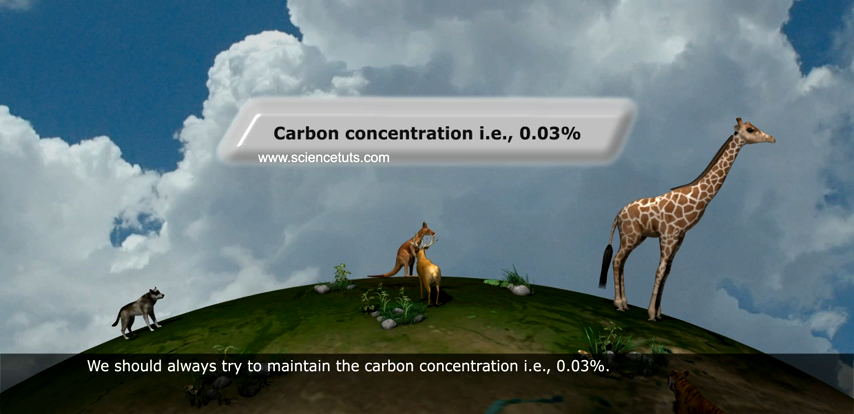 Carbon concentration i.e., 0.03%
www.sciencetuts.com
We should always try to maintain the carbon concentration i.e., 0.03%.